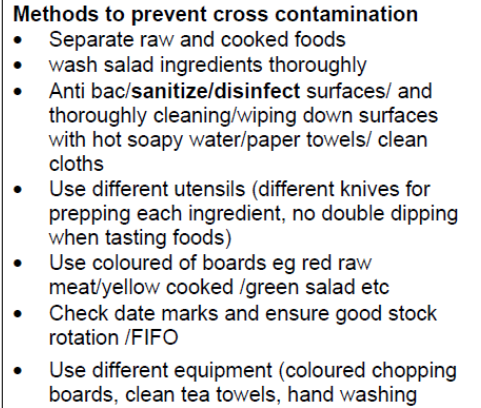 Methods to prevent cross contamination
• Separate raw and cooked foods
• wash salad ingredients thoroughly
• Anti bac/sanitize/disinfect surfaces/ and
thoroughly cleaning/wiping down surfaces
with hot soapy water/paper towels/ clean
cloths
• Use different utensils (different knives for
prepping each ingredient, no double dipping
when tasting foods)
• Use coloured of boards eg red raw
meat/yellow cooked /green salad etc
• Check date marks and ensure good stock
rotation /FIFO
• Use different equipment (coloured chopping
boards, clean tea towels, hand washing